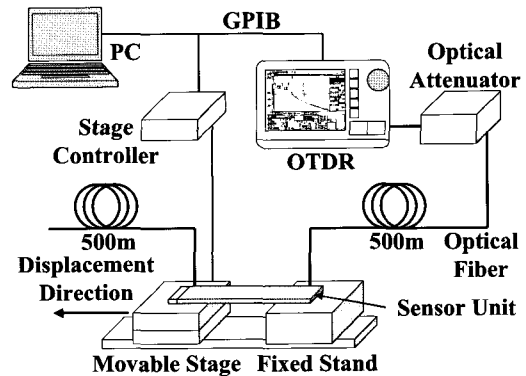 GPIB
PC
Optical
Attenuator
Stage
Controller
OTDR
500m
500m
Optical
Fiber
Displacement
Direction
Sensor Unit
Movable Stage
Fixed Stand